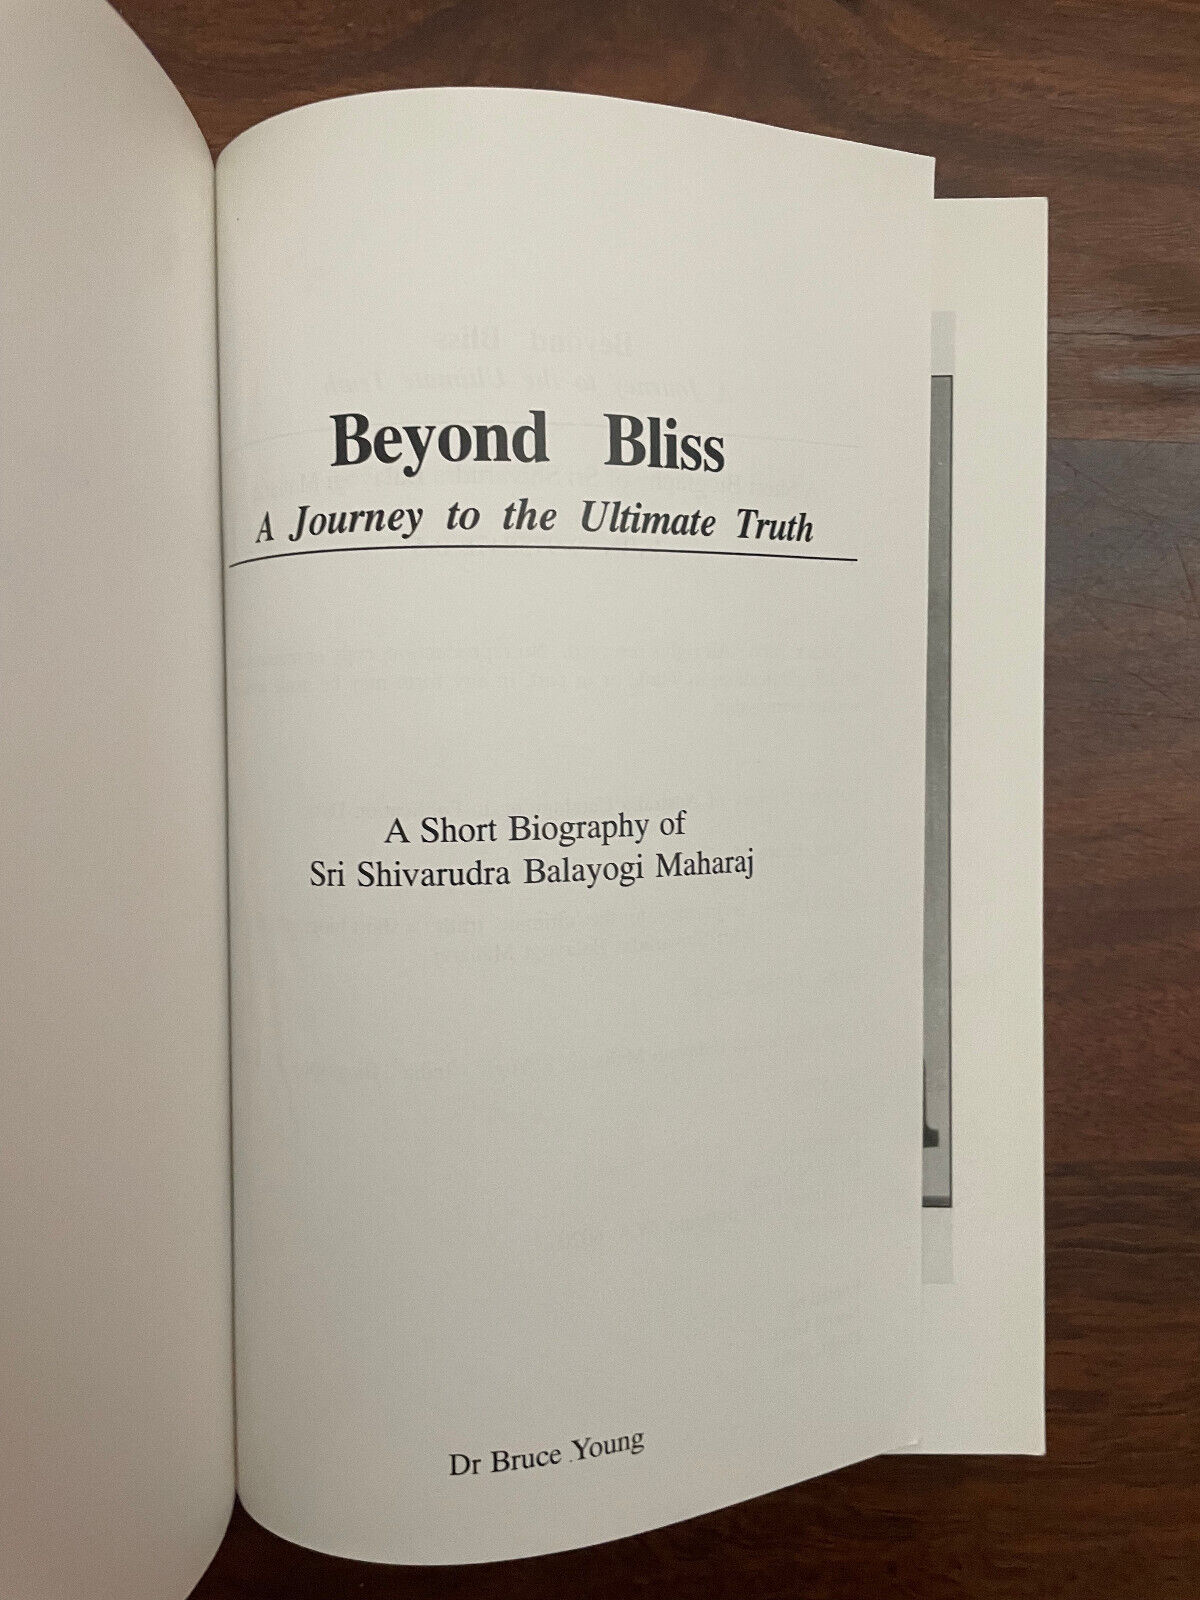 Beyond Bliss
A Journey to the Ultimate Truth
A Short Biography of
Sri Shivarudra Balayogi Maharaj
Dr Bruce Young